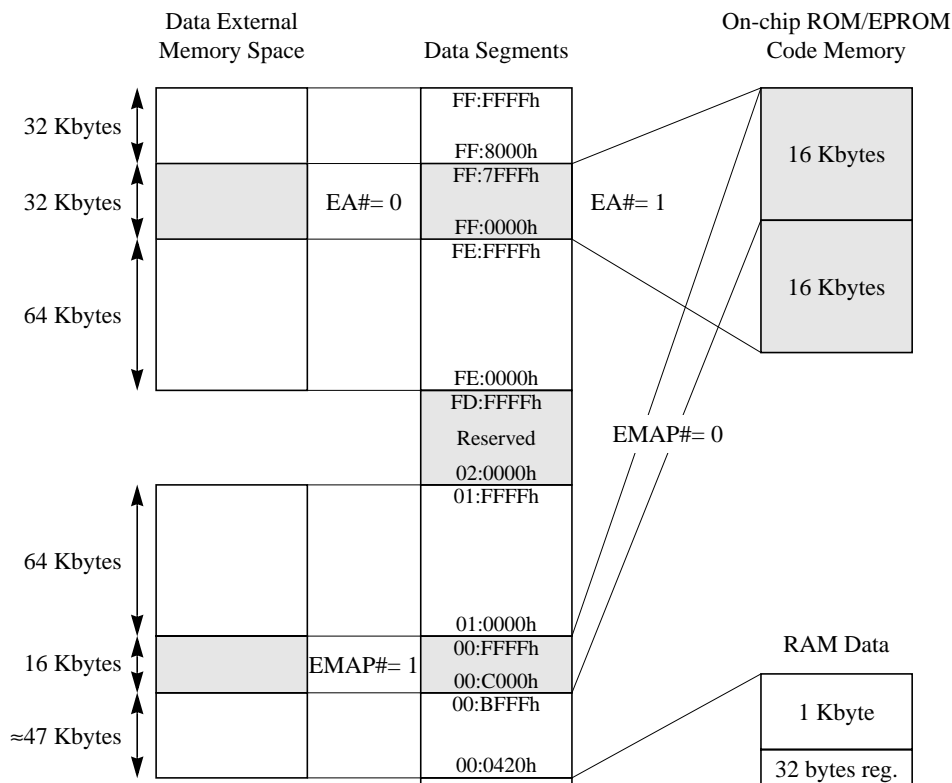 Data External
Memory Space
Data Segments
On-chip ROM/EPROM
Code Memory
32 Kbytes
FF:FFFFh
FF:8000h
16 Kbytes
32 Kbytes
EA#= 0
FF:7FFFh
FF:0000h
EA#= 1
16 Kbytes
64 Kbytes
FE:FFFFh
FE:0000h
FD:FFFFh
Reserved
02:0000h
EMAP#= 0
64 Kbytes
01:FFFFh
01:0000h
16 Kbytes
EMAP#= 1
00:FFFFh
00:C000h
RAM Data
≈47 Kbytes
00:BFFFh
00:0420h
1 Kbyte
32 bytes reg.